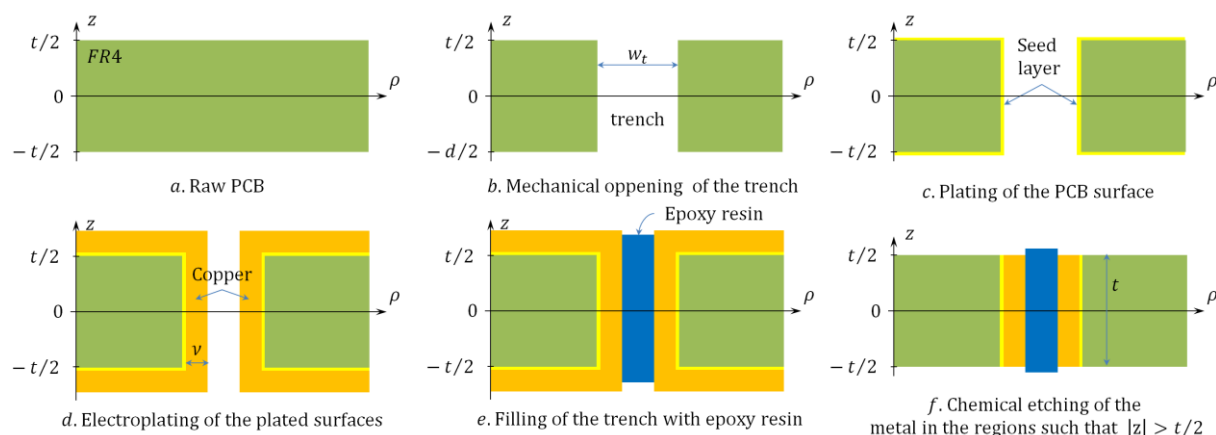 z
t/2
FR4
0
ρ
− t/2
a. Raw PCB
z
t/2
w_t
0
ρ
trench
− d/2
b. Mechanical oppening of the trench
z
t/2
Seed
layer
0
ρ
− t/2
c. Plating of the PCB surface
z
t/2
Copper
0
ρ
ν
− t/2
d. Electroplating of the plated surfaces
Epoxy resin
z
t/2
0
ρ
− t/2
e. Filling of the trench with epoxy resin
z
t/2
t
0
ρ
− t/2
f. Chemical etching of the
metal in the regions such that |z| > t/2